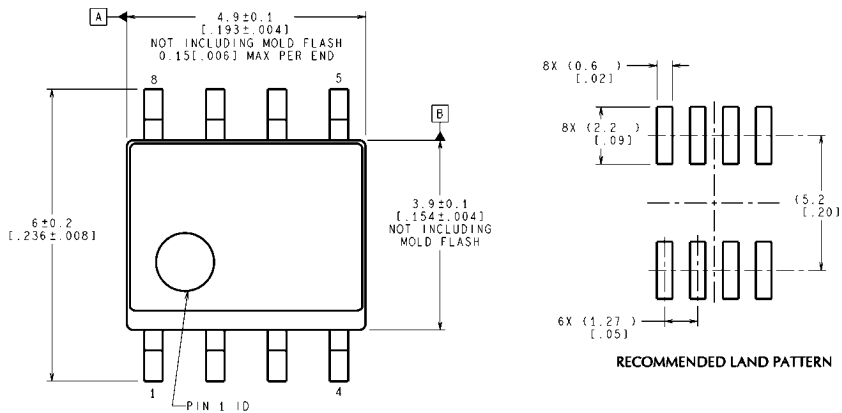 A
4.9±0.1
[.193±.004]
NOT INCLUDING MOLD FLASH
0.15[.006] MAX PER END
8
5
B
6±0.2
[.236±.008]
3.9±0.1
[.154±.004]
NOT INCLUDING
MOLD FLASH
1
4
PIN 1 ID
8X (0.6 )
[.02]
8X (2.2 )
[.09]
(5.2
[.20]
6X (1.27 )
[.05]
RECOMMENDED LAND PATTERN